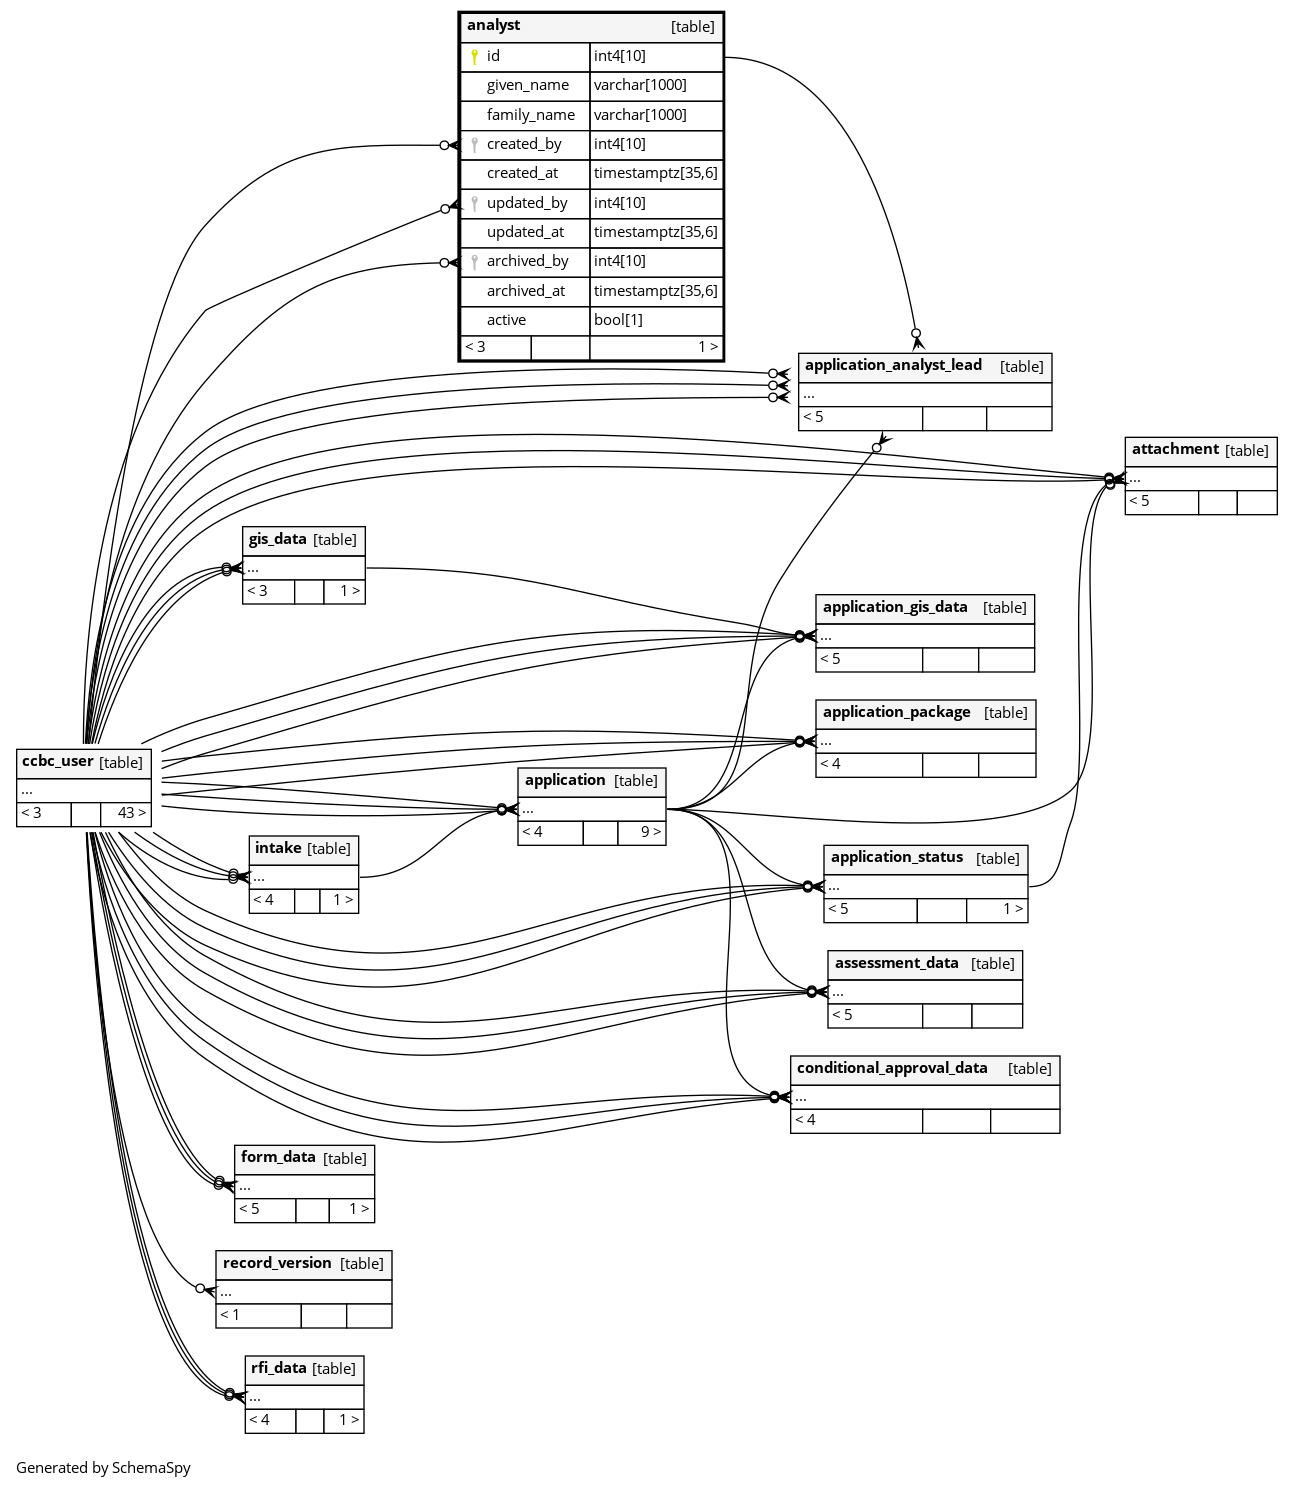 analyst [table]
id int4[10]
given_name varchar[1000]
family_name varchar[1000]
created_by int4[10]
created_at timestamptz[35,6]
updated_by int4[10]
updated_at timestamptz[35,6]
archived_by int4[10]
archived_at timestamptz[35,6]
active bool[1]
< 3 1 >
application_analyst_lead [table]
...
< 5
attachment [table]
...
< 5
gis_data [table]
...
< 3 1 >
application_gis_data [table]
...
< 5
application_package [table]
...
< 4
ccbc_user [table]
...
< 3 43 >
application [table]
...
< 4 9 >
intake [table]
...
< 4 1 >
application_status [table]
...
< 5 1 >
assessment_data [table]
...
< 5
conditional_approval_data [table]
...
< 4
form_data [table]
...
< 5 1 >
record_version [table]
...
< 1
rfi_data [table]
...
< 4 1 >
Generated by SchemaSpy